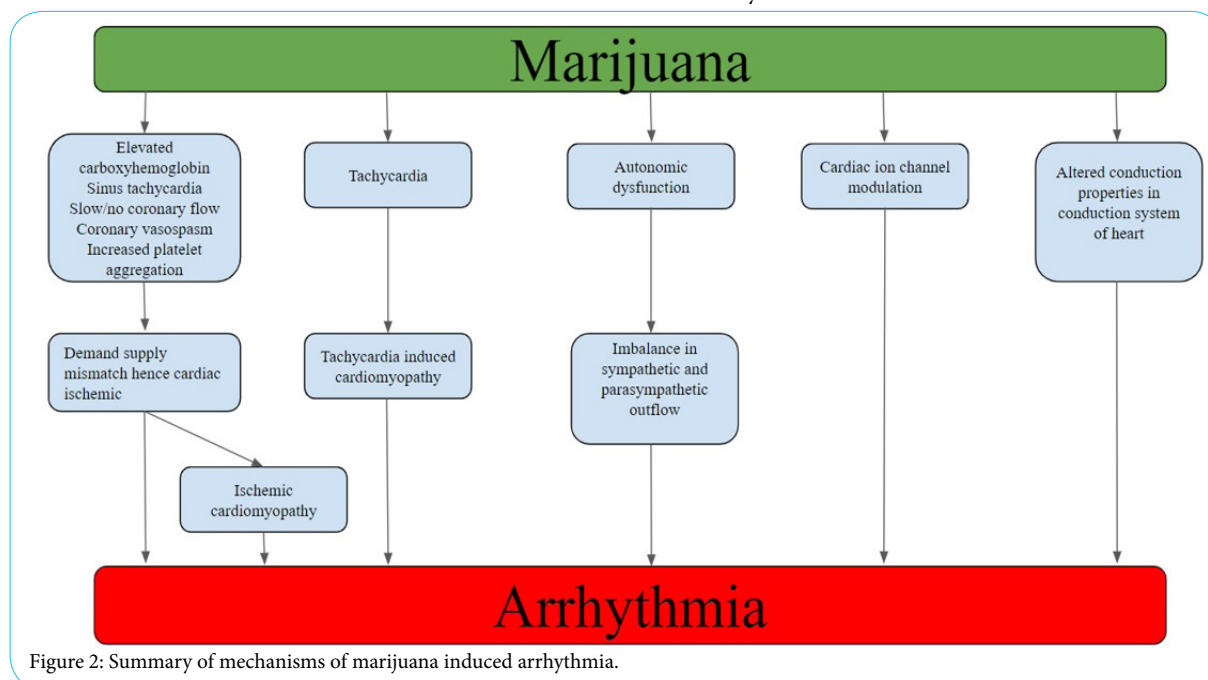 Marijuana
Elevated
carboxyhemoglobin
Sinus tachycardia
Slow/no coronary flow
Coronary vasospasm
Increased platelet
aggregation
Tachycardia
Autonomic
dysfunction
Cardiac ion channel
modulation
Altered conduction
properties in
conduction system
of heart
Demand supply
mismatch hence cardiac
ischemic
Tachycardia induced
cardiomyopathy
Imbalance in
sympathetic and
parasympathetic
outflow
Ischemic
cardiomyopathy
Arrhythmia
Figure 2: Summary of mechanisms of marijuana induced arrhythmia.